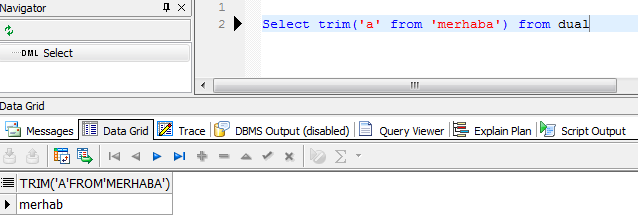 Navigator
1
2 Select trim('a' from 'merhaba') from dual
DML Select
Data Grid
Messages Data Grid Trace DBMS Output (disabled) Query Viewer Explain Plan Script Output
TRIM('A'FROM'MERHABA')
merhab